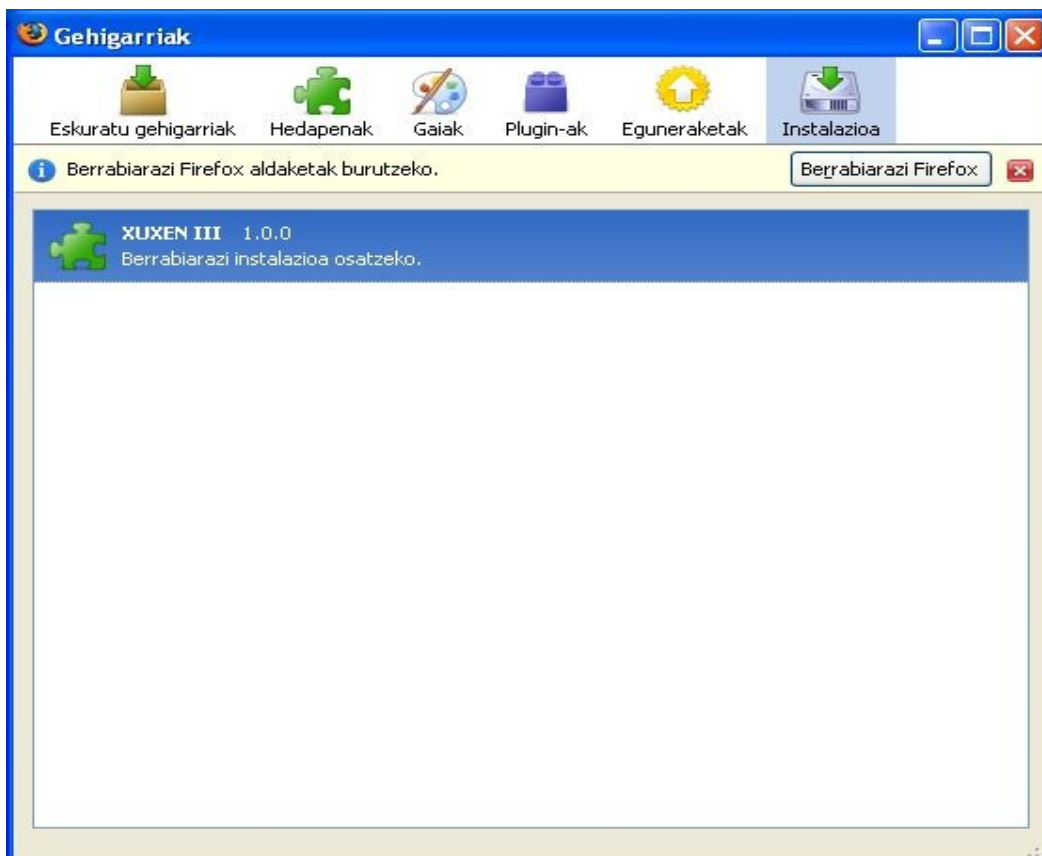 Gehigarriak
Eskuratu gehigarriak Hedapenak Gaiak Plugin-ak Eguneraketak Instalazioa
Berrabiarazi Firefox aldaketak burutzeko. Berrabiarazi Firefox
XUXEN III 1.0.0
Berrabiarazi instalazioa osatzeko.